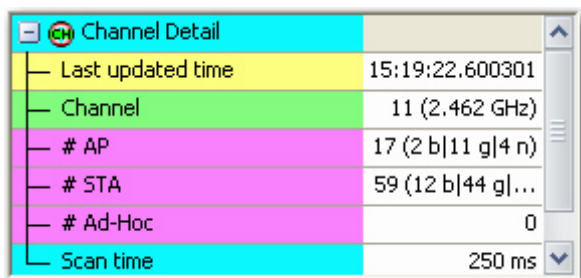 CH Channel Detail
Last updated time 15:19:22.600301
Channel 11 (2.462 GHz)
# AP 17 (2 b|11 g|4 n)
# STA 59 (12 b|44 g|...
# Ad-Hoc 0
Scan time 250 ms